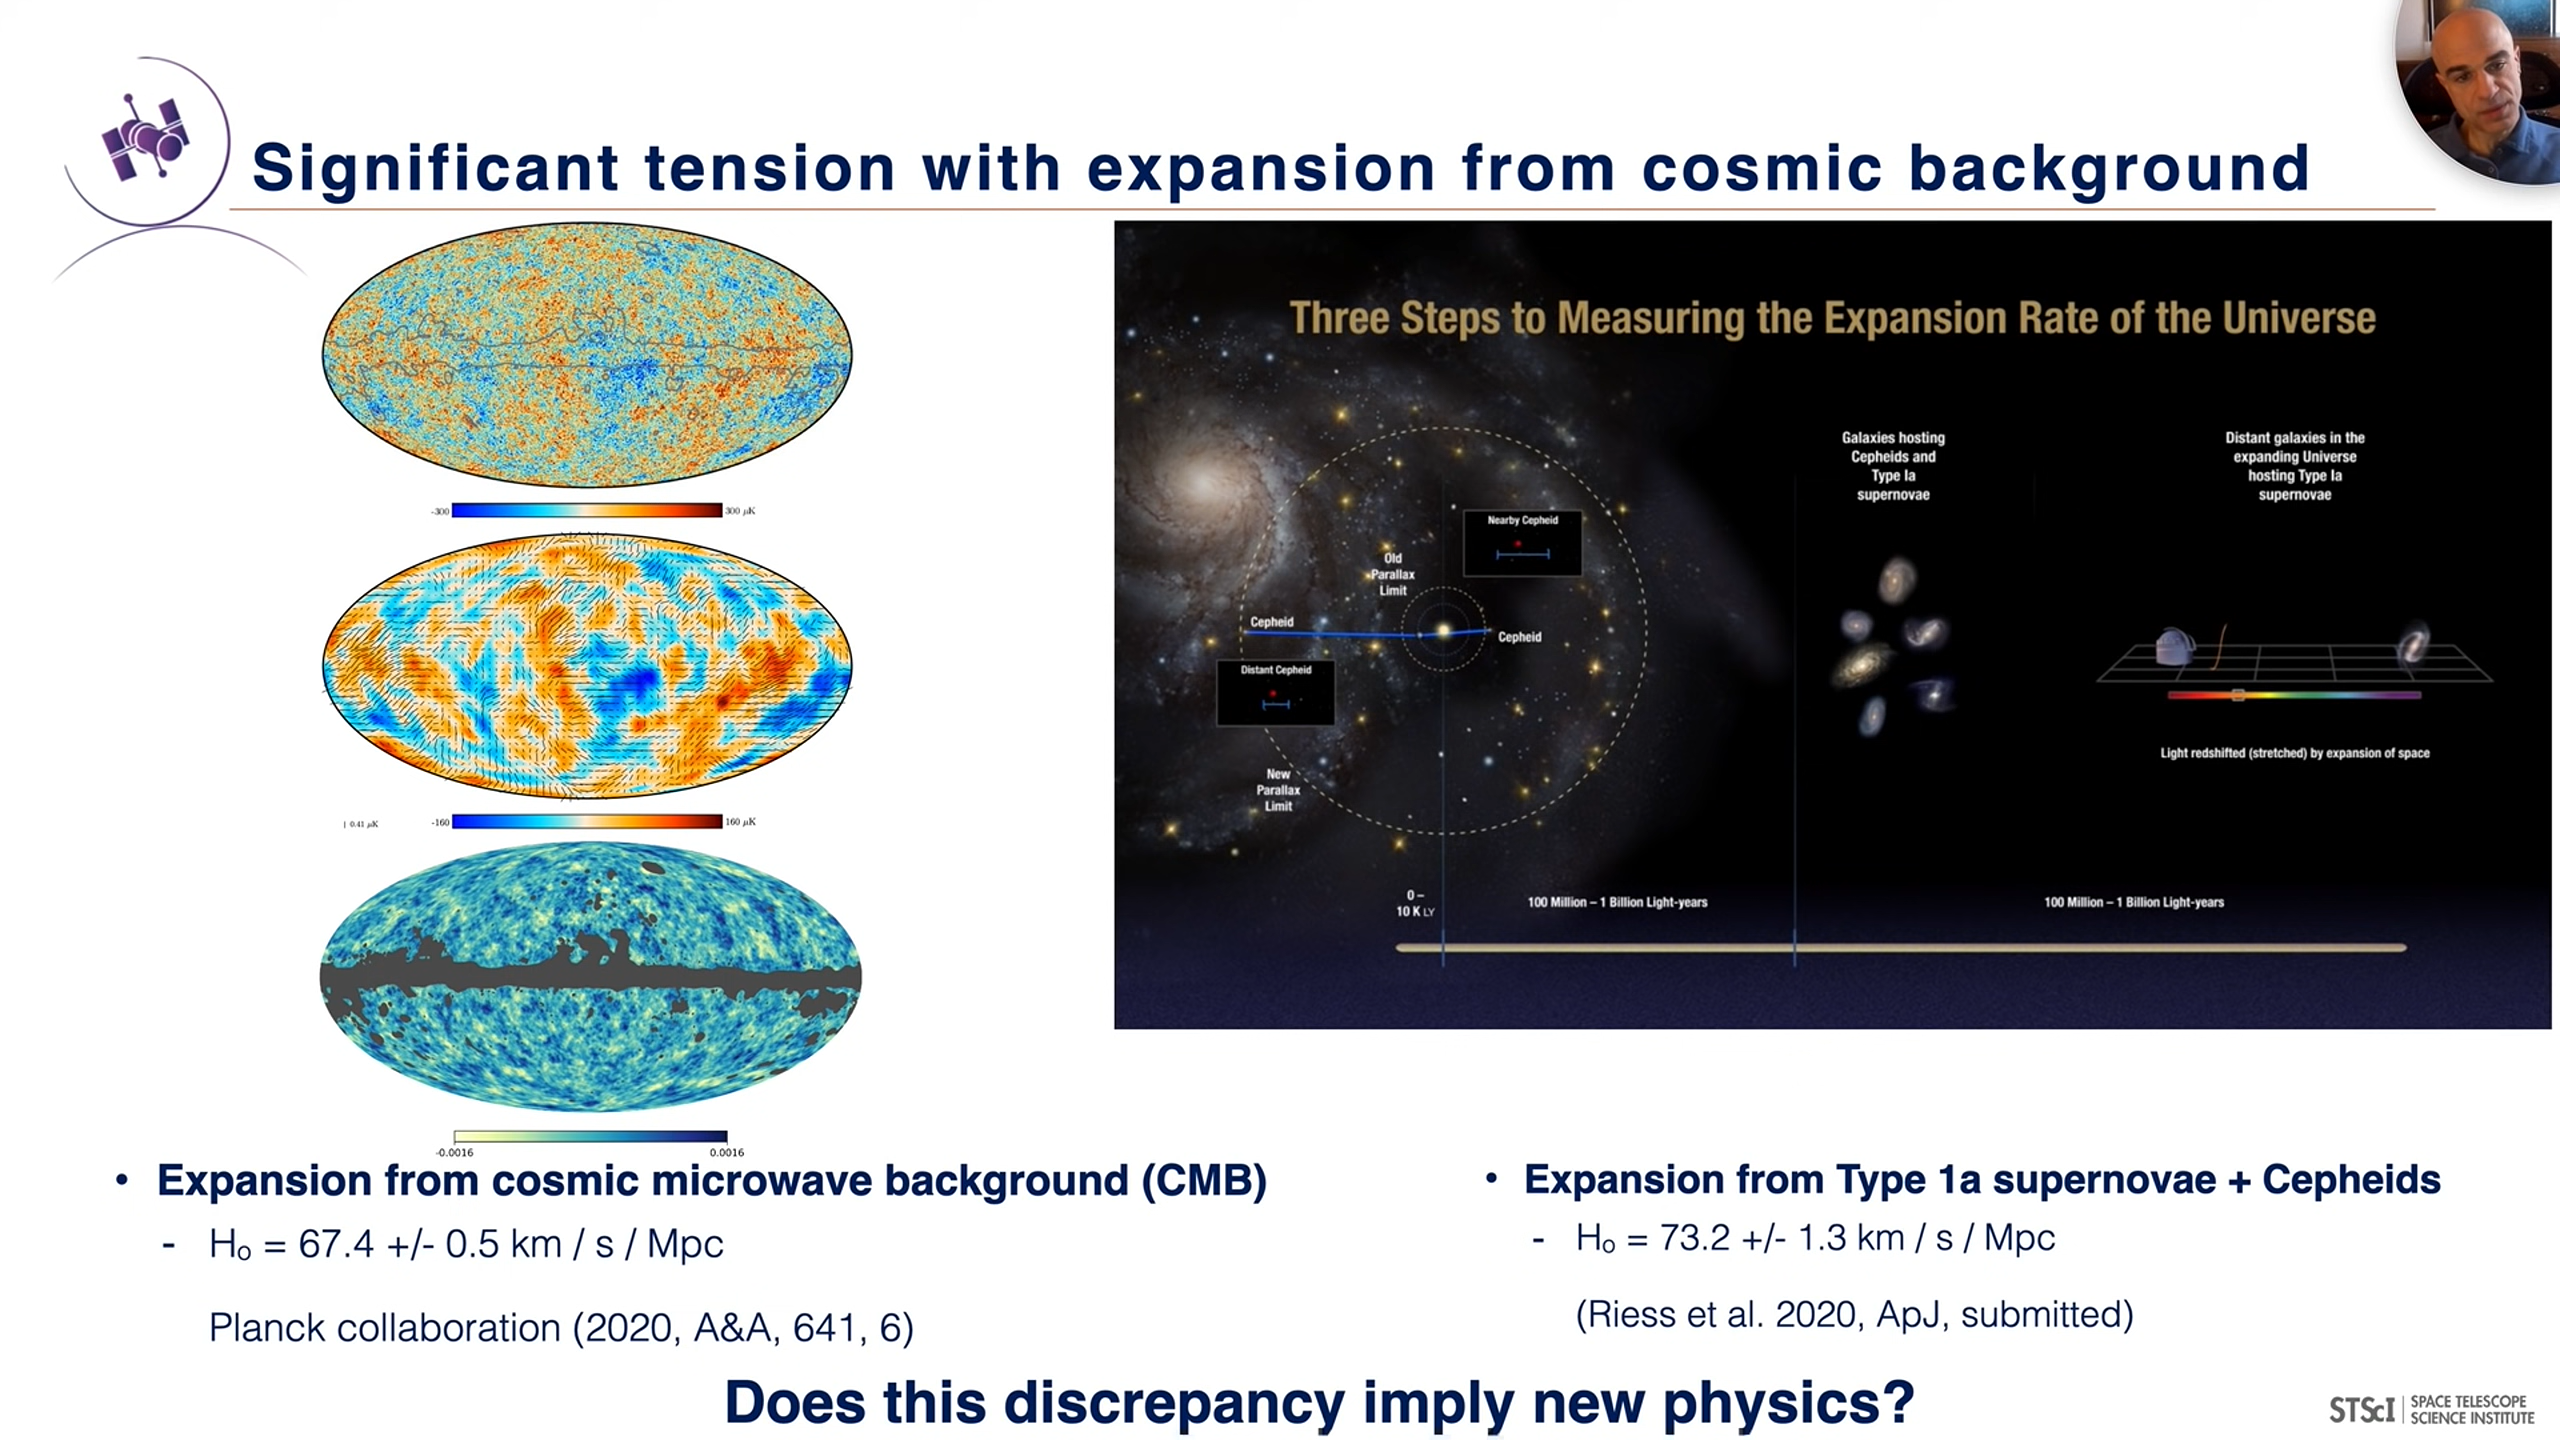 Significant tension with expansion from cosmic background
-300
300 μK
| 0.41 μK
-160
160 μK
-0.0016
0.0016
Three Steps to Measuring the Expansion Rate of the Universe
Galaxies hosting
Cepheids and
Type Ia
supernovae
Distant galaxies in the
expanding Universe
hosting Type Ia
supernovae
Nearby Cepheid
Old
Parallax
Limit
Cepheid
Cepheid
Distant Cepheid
New
Parallax
Limit
Light redshifted (stretched) by expansion of space
0 –
10 K LY
100 Million – 1 Billion Light-years
100 Million – 1 Billion Light-years
• Expansion from cosmic microwave background (CMB)
- Ho = 67.4 +/- 0.5 km / s / Mpc
Planck collaboration (2020, A&A, 641, 6)
• Expansion from Type 1a supernovae + Cepheids
- Ho = 73.2 +/- 1.3 km / s / Mpc
(Riess et al. 2020, ApJ, submitted)
Does this discrepancy imply new physics?
STScI | SPACE TELESCOPE
SCIENCE INSTITUTE